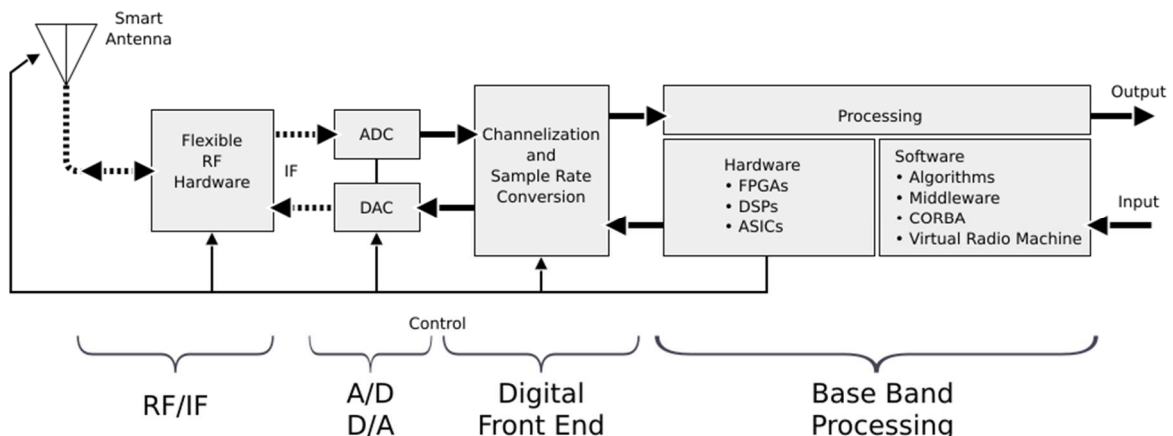 Smart
Antenna
Flexible
RF
Hardware
IF
ADC
DAC
Channelization
and
Sample Rate
Conversion
Processing
Output
Hardware
• FPGAs
• DSPs
• ASICs
Software
• Algorithms
• Middleware
• CORBA
• Virtual Radio Machine
Input
Control
RF/IF
A/D
D/A
Digital
Front End
Base Band
Processing